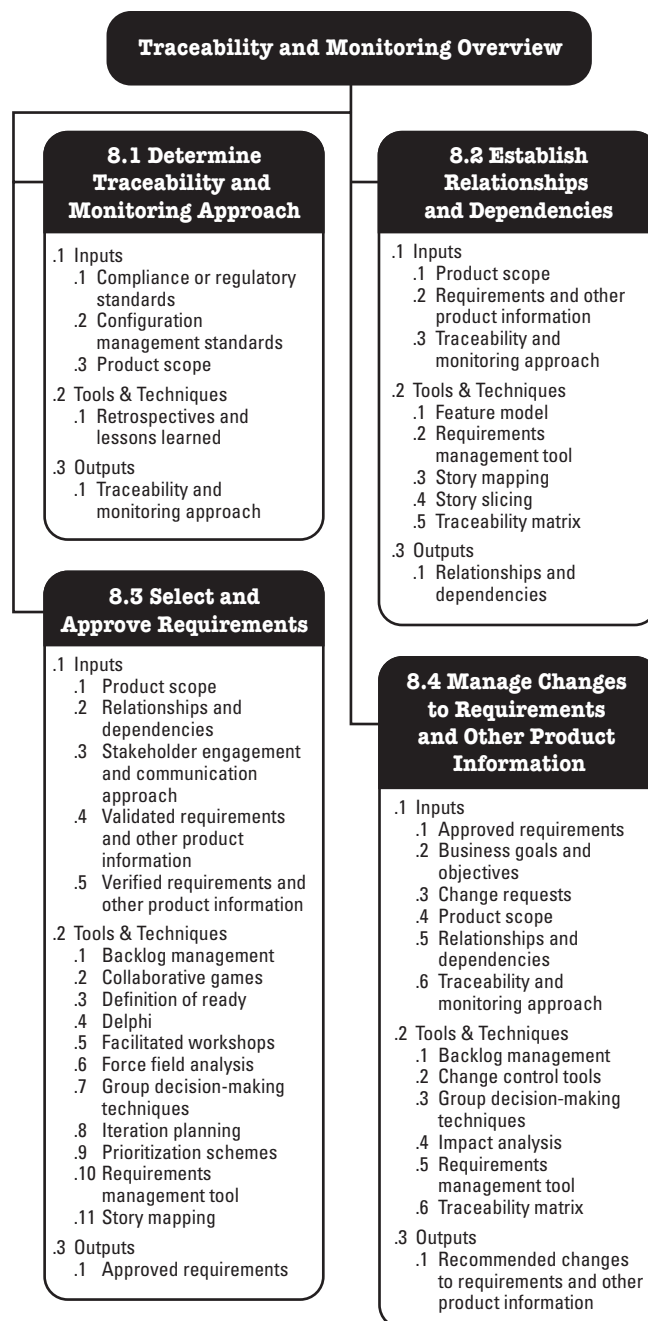 Traceability and Monitoring Overview
8.1 Determine
Traceability and
Monitoring Approach
.1 Inputs
.1 Compliance or regulatory
standards
.2 Configuration
management standards
.3 Product scope
.2 Tools & Techniques
.1 Retrospectives and
lessons learned
.3 Outputs
.1 Traceability and
monitoring approach
8.2 Establish
Relationships
and Dependencies
.1 Inputs
.1 Product scope
.2 Requirements and other
product information
.3 Traceability and
monitoring approach
.2 Tools & Techniques
.1 Feature model
.2 Requirements
management tool
.3 Story mapping
.4 Story slicing
.5 Traceability matrix
.3 Outputs
.1 Relationships and
dependencies
8.3 Select and
Approve Requirements
.1 Inputs
.1 Product scope
.2 Relationships and
dependencies
.3 Stakeholder engagement
and communication
approach
.4 Validated requirements
and other product
information
.5 Verified requirements and
other product information
.2 Tools & Techniques
.1 Backlog management
.2 Collaborative games
.3 Definition of ready
.4 Delphi
.5 Facilitated workshops
.6 Force field analysis
.7 Group decision-making
techniques
.8 Iteration planning
.9 Prioritization schemes
.10 Requirements
management tool
.11 Story mapping
.3 Outputs
.1 Approved requirements
8.4 Manage Changes
to Requirements
and Other Product
Information
.1 Inputs
.1 Approved requirements
.2 Business goals and
objectives
.3 Change requests
.4 Product scope
.5 Relationships and
dependencies
.6 Traceability and
monitoring approach
.2 Tools & Techniques
.1 Backlog management
.2 Change control tools
.3 Group decision-making
techniques
.4 Impact analysis
.5 Requirements
management tool
.6 Traceability matrix
.3 Outputs
.1 Recommended changes
to requirements and other
product information